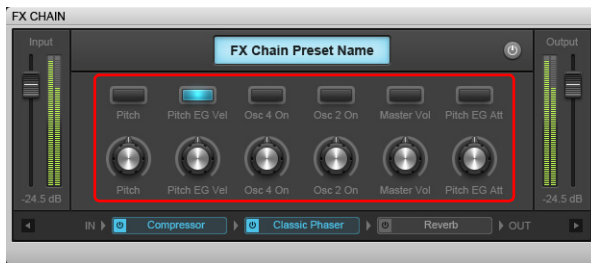 FX CHAIN
Input FX Chain Preset Name Output
Pitch Pitch EG Vel Osc 4 On Osc 2 On Master Vol Pitch EG Att
Pitch Pitch EG Vel Osc 4 On Osc 2 On Master Vol Pitch EG Att
-24.5 dB -24.5 dB
IN Compressor Classic Phaser Reverb OUT